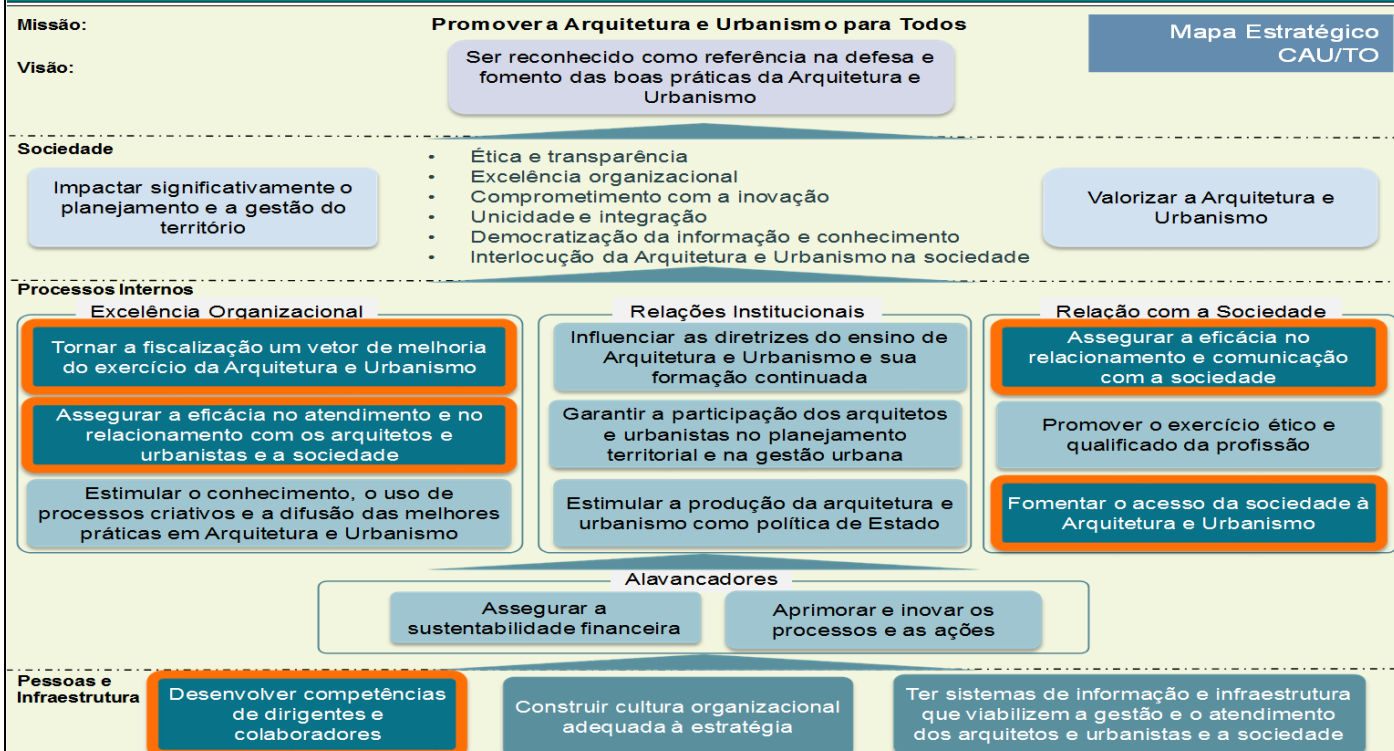 Missão:
Promover a Arquitetura e Urbanismo para Todos
Mapa Estratégico
CAU/TO
Visão:
Ser reconhecido como referência na defesa e
fomento das boas práticas da Arquitetura e
Urbanismo
Sociedade
Impactar significativamente o
planejamento e a gestão do
território
• Ética e transparência
• Excelência organizacional
• Comprometimento com a inovação
• Unicidade e integração
• Democratização da informação e conhecimento
• Interlocução da Arquitetura e Urbanismo na sociedade
Valorizar a Arquitetura e
Urbanismo
Processos Internos
Excelência Organizacional
Tornar a fiscalização um vetor de melhoria
do exercício da Arquitetura e Urbanismo
Assegurar a eficácia no atendimento e no
relacionamento com os arquitetos e
urbanistas e a sociedade
Estimular o conhecimento, o uso de
processos criativos e a difusão das melhores
práticas em Arquitetura e Urbanismo
Relações Institucionais
Influenciar as diretrizes do ensino de
Arquitetura e Urbanismo e sua
formação continuada
Garantir a participação dos arquitetos
e urbanistas no planejamento
territorial e na gestão urbana
Estimular a produção da arquitetura e
urbanismo como política de Estado
Relação com a Sociedade
Assegurar a eficácia no
relacionamento e comunicação
com a sociedade
Promover o exercício ético e
qualificado da profissão
Fomentar o acesso da sociedade à
Arquitetura e Urbanismo
Alavancadores
Assegurar a
sustentabilidade financeira
Aprimorar e inovar os
processos e as ações
Pessoas e
Infraestrutura
Desenvolver competências
de dirigentes e
colaboradores
Construir cultura organizacional
adequada à estratégia
Ter sistemas de informação e infraestrutura
que viabilizem a gestão e o atendimento
dos arquitetos e urbanistas e a sociedade